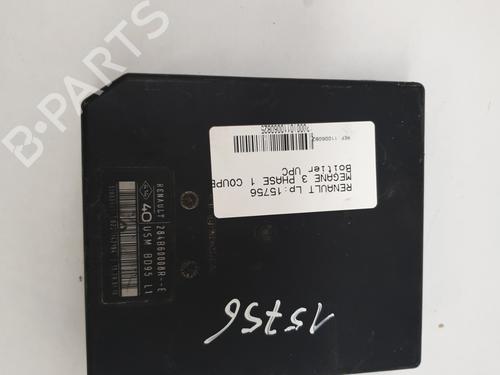 B-PARTS
RENAULT Lp:15756
MEGANE 3 PHASE 1 COUPE
Boitier UPC
RENAULT
284B60008R--E
40 USM BD95 L1
15756